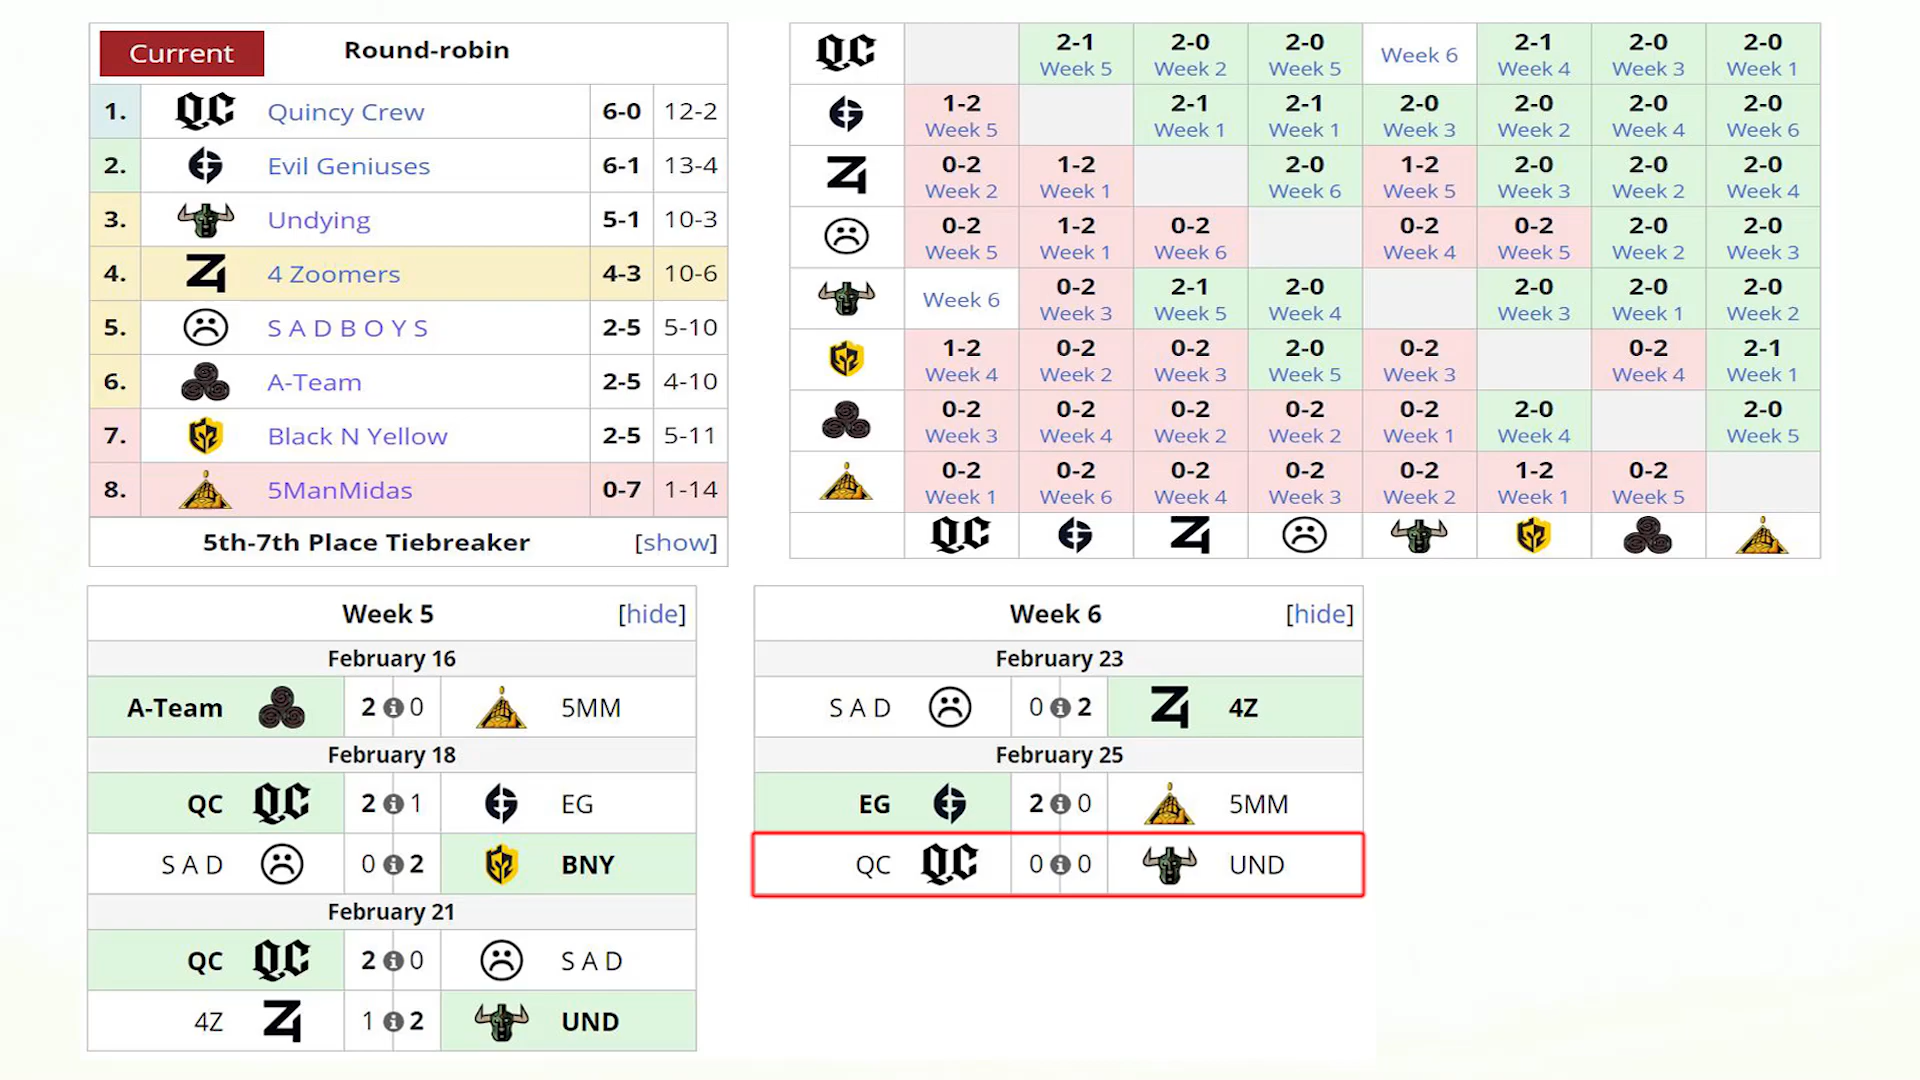 Current Round-robin
1. QC Quincy Crew 6-0 12-2
2. Evil Geniuses 6-1 13-4
3. Undying 5-1 10-3
4. 4 Zoomers 4-3 10-6
5. S A D B O Y S 2-5 5-10
6. A-Team 2-5 4-10
7. Black N Yellow 2-5 5-11
8. 5ManMidas 0-7 1-14
5th-7th Place Tiebreaker [show]
QC 2-1 2-0 2-0 Week 6 2-1 2-0 2-0
Week 5 Week 2 Week 5 Week 4 Week 3 Week 1
1-2 2-1 2-1 2-0 2-0 2-0 2-0
Week 5 Week 1 Week 1 Week 3 Week 2 Week 4 Week 6
0-2 1-2 2-0 1-2 2-0 2-0 2-0
Week 2 Week 1 Week 6 Week 5 Week 3 Week 2 Week 4
0-2 1-2 0-2 0-2 0-2 2-0 2-0
Week 5 Week 1 Week 6 Week 4 Week 5 Week 2 Week 3
Week 6 0-2 2-1 2-0 2-0 2-0 2-0
Week 3 Week 5 Week 4 Week 3 Week 1 Week 2
1-2 0-2 0-2 2-0 0-2 0-2 2-1
Week 4 Week 2 Week 3 Week 5 Week 3 Week 4 Week 1
0-2 0-2 0-2 0-2 0-2 2-0 2-0
Week 3 Week 4 Week 2 Week 2 Week 1 Week 4 Week 5
0-2 0-2 0-2 0-2 0-2 1-2 0-2
Week 1 Week 6 Week 4 Week 3 Week 2 Week 1 Week 5
QC
Week 5 [hide]
February 16
A-Team 2 0 5MM
February 18
QC QC 2 1 EG
S A D 0 2 BNY
February 21
QC QC 2 0 S A D
4Z 1 2 UND
Week 6 [hide]
February 23
S A D 0 2 4Z
February 25
EG 2 0 5MM
QC QC 0 0 UND